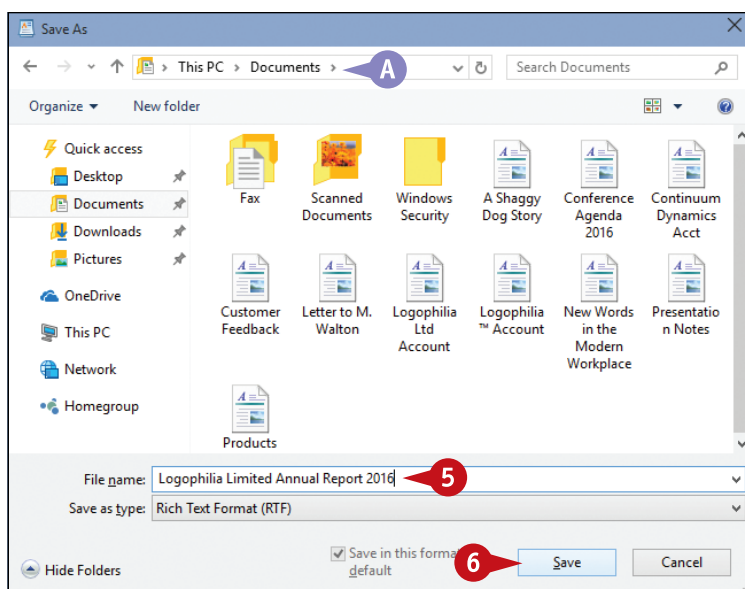 Save As
This PC > Documents >
A
Search Documents
Organize
New folder
Quick access
Desktop
Documents
Downloads
Pictures
OneDrive
This PC
Network
Homegroup
Fax
Scanned
Documents
Windows
Security
A Shaggy
Dog Story
Conference
Agenda
2016
Continuum
Dynamics
Acct
Customer
Feedback
Letter to M.
Walton
Logophilia
Ltd
Account
Logophilia
™ Account
New Words
in the
Modern
Workplace
Presentatio
n Notes
Products
File name: Logophilia Limited Annual Report 2016
5
Save as type: Rich Text Format (RTF)
Hide Folders
Save in this forma
default
6
Save
Cancel